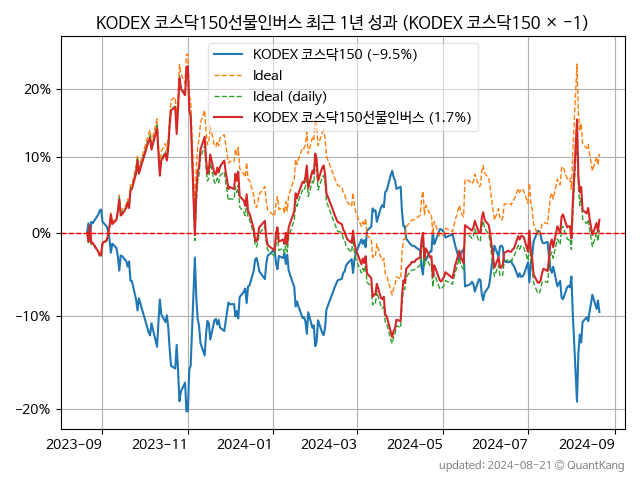 KODEX 코스닥150선물인버스 최근 1년 성과 (KODEX 코스닥150 × −1)
KODEX 코스닥150 (−9.5%)
Ideal
Ideal (daily)
KODEX 코스닥150선물인버스 (1.7%)
20%
10%
0%
−10%
−20%
2023-09
2023-11
2024-01
2024-03
2024-05
2024-07
2024-09
updated: 2024-08-21 © QuantKang